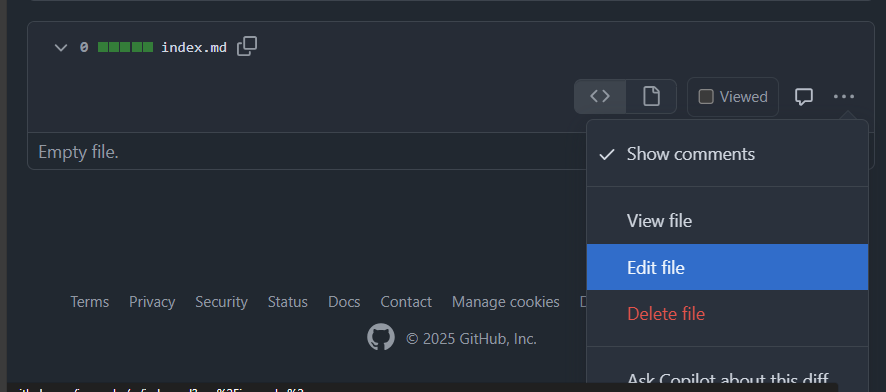 0 index.md
Viewed
Empty file.
Show comments
View file
Edit file
Delete file
Ask Copilot about this diff
Terms Privacy Security Status Docs Contact Manage cookies
© 2025 GitHub, Inc.